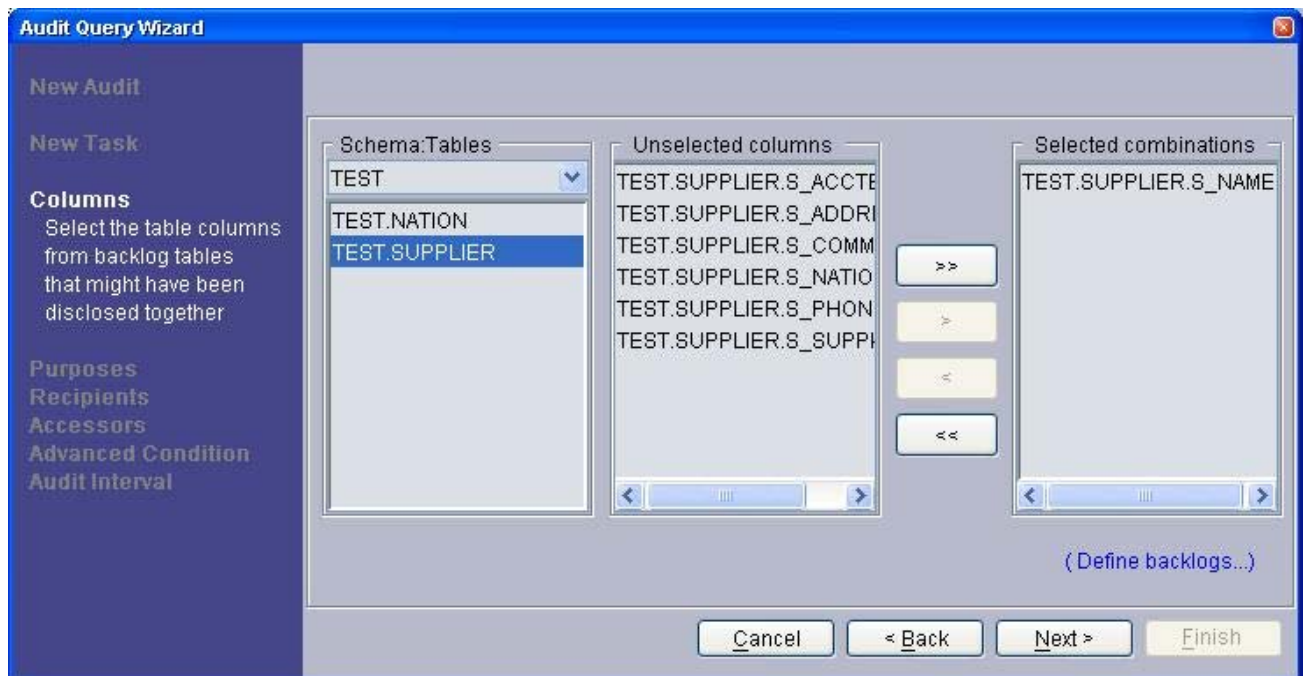 Audit Query Wizard
New Audit
New Task
Columns
Select the table columns
from backlog tables
that might have been
disclosed together
Purposes
Recipients
Accessors
Advanced Condition
Audit Interval
Schema:Tables
TEST
TEST.NATION
TEST.SUPPLIER
Unselected columns
TEST.SUPPLIER.S_ACCTE
TEST.SUPPLIER.S_ADDRI
TEST.SUPPLIER.S_COMM
TEST.SUPPLIER.S_NATIO
TEST.SUPPLIER.S_PHON
TEST.SUPPLIER.S_SUPPK
>>
>
<
<<
Selected combinations
TEST.SUPPLIER.S_NAME
( Define backlogs...)
Cancel
< Back
Next >
Finish